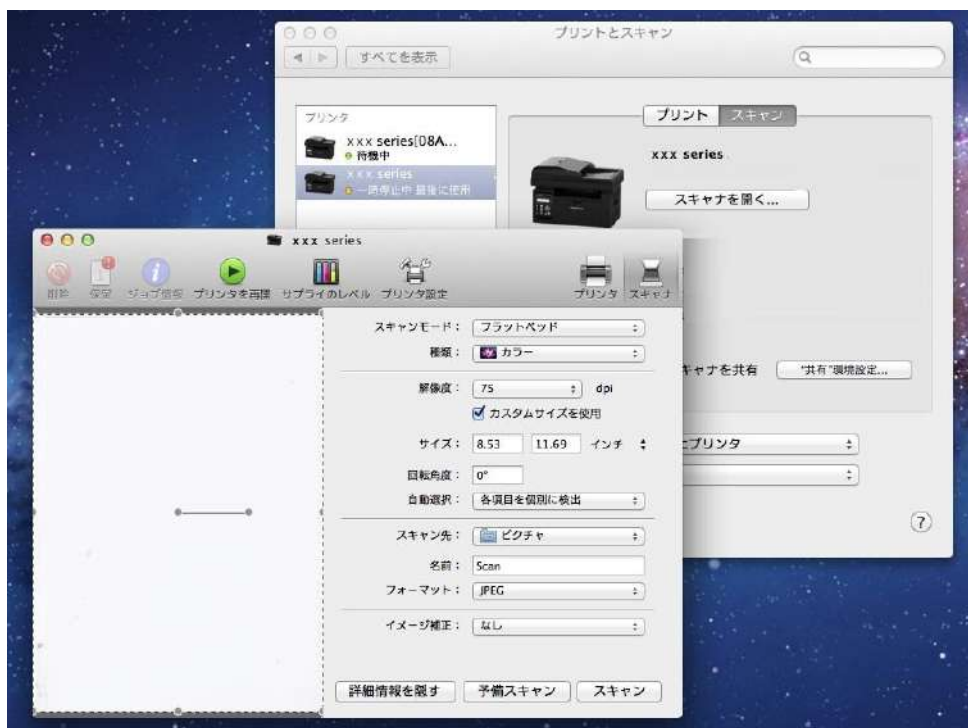 プリントとスキャン
すべてを表示
プリンタ
xxx series[08A...
待機中
xxx series
一時停止中 最後に使用
プリント スキャン
xxx series
スキャナを開く...
キャナを共有 "共有"環境設定...
プリンタ
?
xxx series
削除 保留 ジョブ情報 プリンタを再開 サプライのレベル プリンタ設定 プリンタ スキャナ
スキャンモード： フラットベッド
種類： カラー
解像度： 75 dpi
カスタムサイズを使用
サイズ： 8.53 11.69 インチ
回転角度： 0°
自動選択： 各項目を個別に検出
スキャン先： ピクチャ
名前： Scan
フォーマット： JPEG
イメージ補正： なし
詳細情報を隠す 予備スキャン スキャン